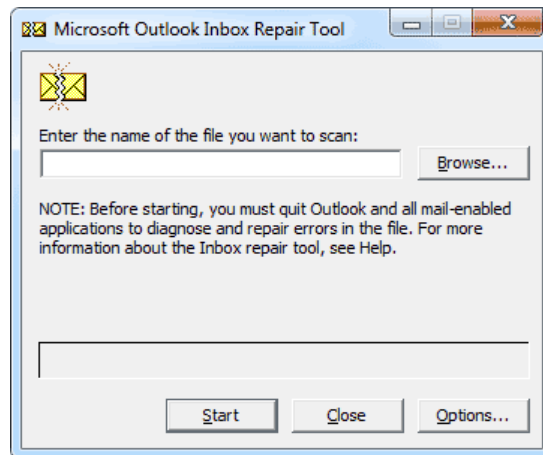 Microsoft Outlook Inbox Repair Tool
Enter the name of the file you want to scan:
Browse...
NOTE: Before starting, you must quit Outlook and all mail-enabled
applications to diagnose and repair errors in the file. For more
information about the Inbox repair tool, see Help.
Start Close Options...